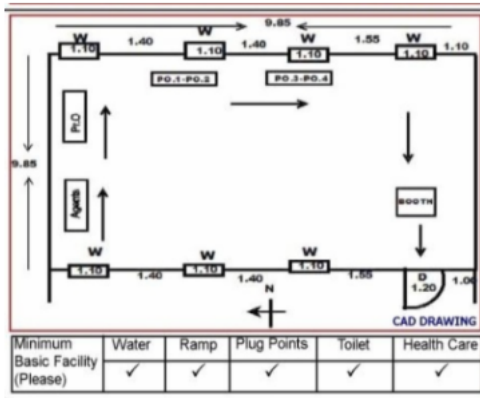 9.85
W W W W
1.10 1.40 1.10 1.40 1.10 1.55 1.10 1.10
PO.1-PO.2 PO.3-PO.4
Pr.O
9.85
Agents
BOOTH
W W W
1.10 1.40 1.10 1.40 1.10 1.55 D 1.00
1.20
N
CAD DRAWING
Minimum Basic Facility (Please) Water Ramp Plug Points Toilet Health Care
✓ ✓ ✓ ✓ ✓